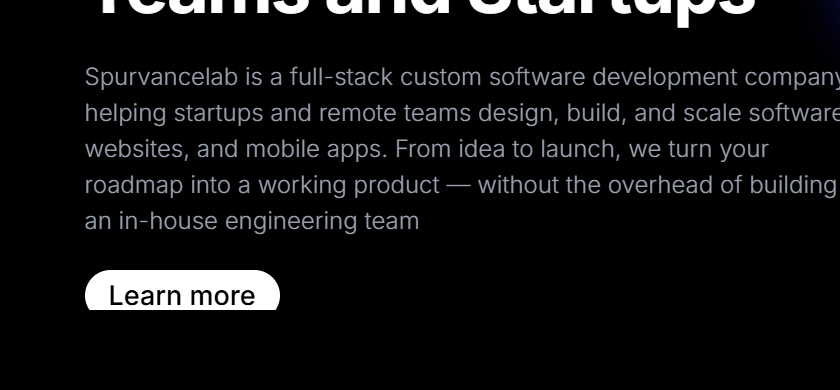 Teams and Startups
Spurvancelab is a full-stack custom software development company
helping startups and remote teams design, build, and scale software
websites, and mobile apps. From idea to launch, we turn your
roadmap into a working product — without the overhead of building
an in-house engineering team
Learn more